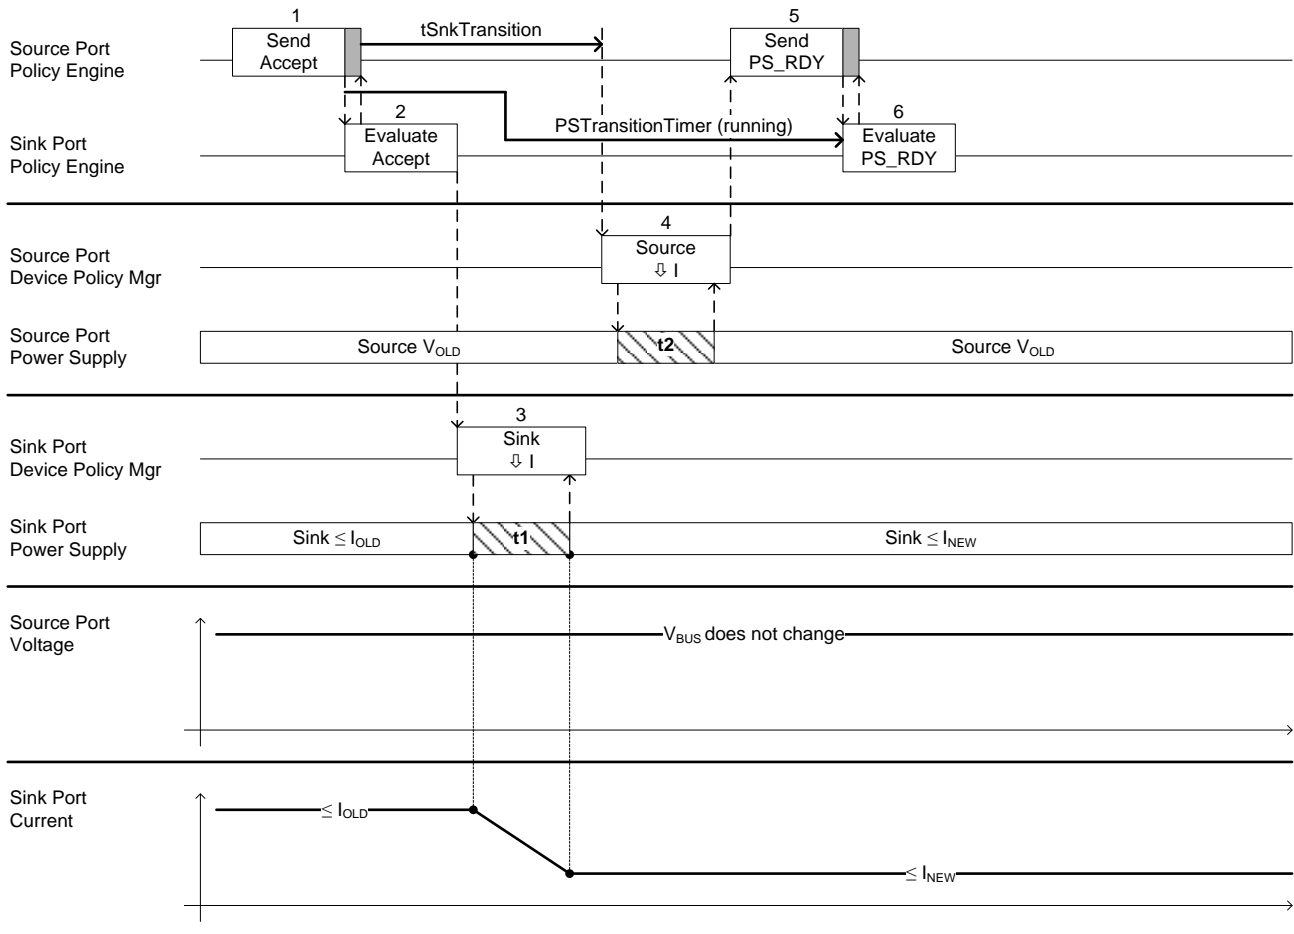 1
5
Source Port
Policy Engine
Send
Accept
tSnkTransition
Send
PS_RDY
2
6
Sink Port
Policy Engine
Evaluate
Accept
PSTransitionTimer (running)
Evaluate
PS_RDY
4
Source Port
Device Policy Mgr
Source
⇩ I
Source Port
Power Supply
Source VOLD
t2
Source VOLD
3
Sink Port
Device Policy Mgr
Sink
⇩ I
Sink Port
Power Supply
Sink ≤ IOLD
t1
Sink ≤ INEW
Source Port
Voltage
VBUS does not change
Sink Port
Current
≤ IOLD
≤ INEW